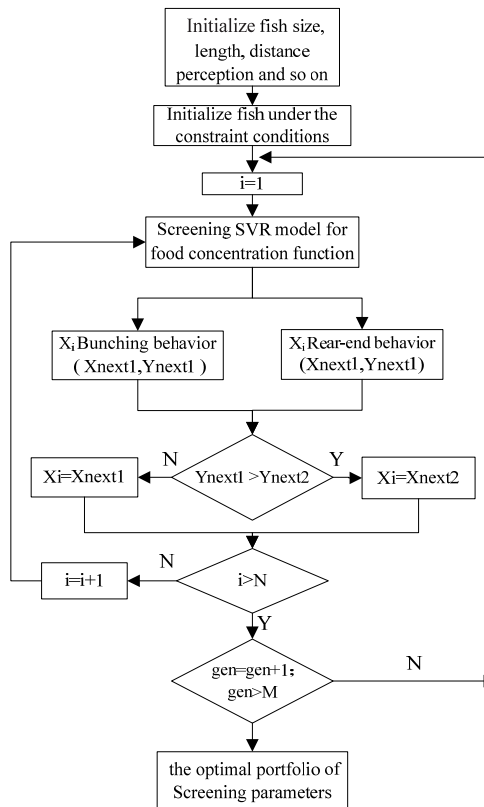 Initialize fish size,
length, distance
perception and so on
Initialize fish under the
constraint conditions
i=1
Screening SVR model for
food concentration function
Xi Bunching behavior
( Xnext1,Ynext1 )
Xi Rear-end behavior
(Xnext1,Ynext1)
N
Ynext1 >Ynext2
Y
Xi=Xnext1
Xi=Xnext2
i=i+1
N
i>N
Y
gen=gen+1;
gen>M
N
the optimal portfolio of
Screening parameters